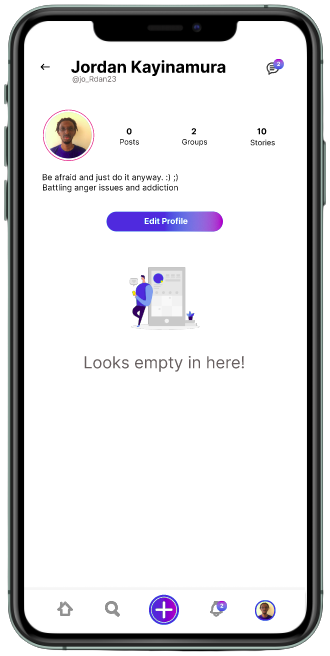 Jordan Kayinamura
2
@jo_Rdan23
0
2
10
Posts
Groups
Stories
Be afraid and just do it anyway. :) ;)
Battling anger issues and addiction
Edit Profile
Looks empty in here!
2